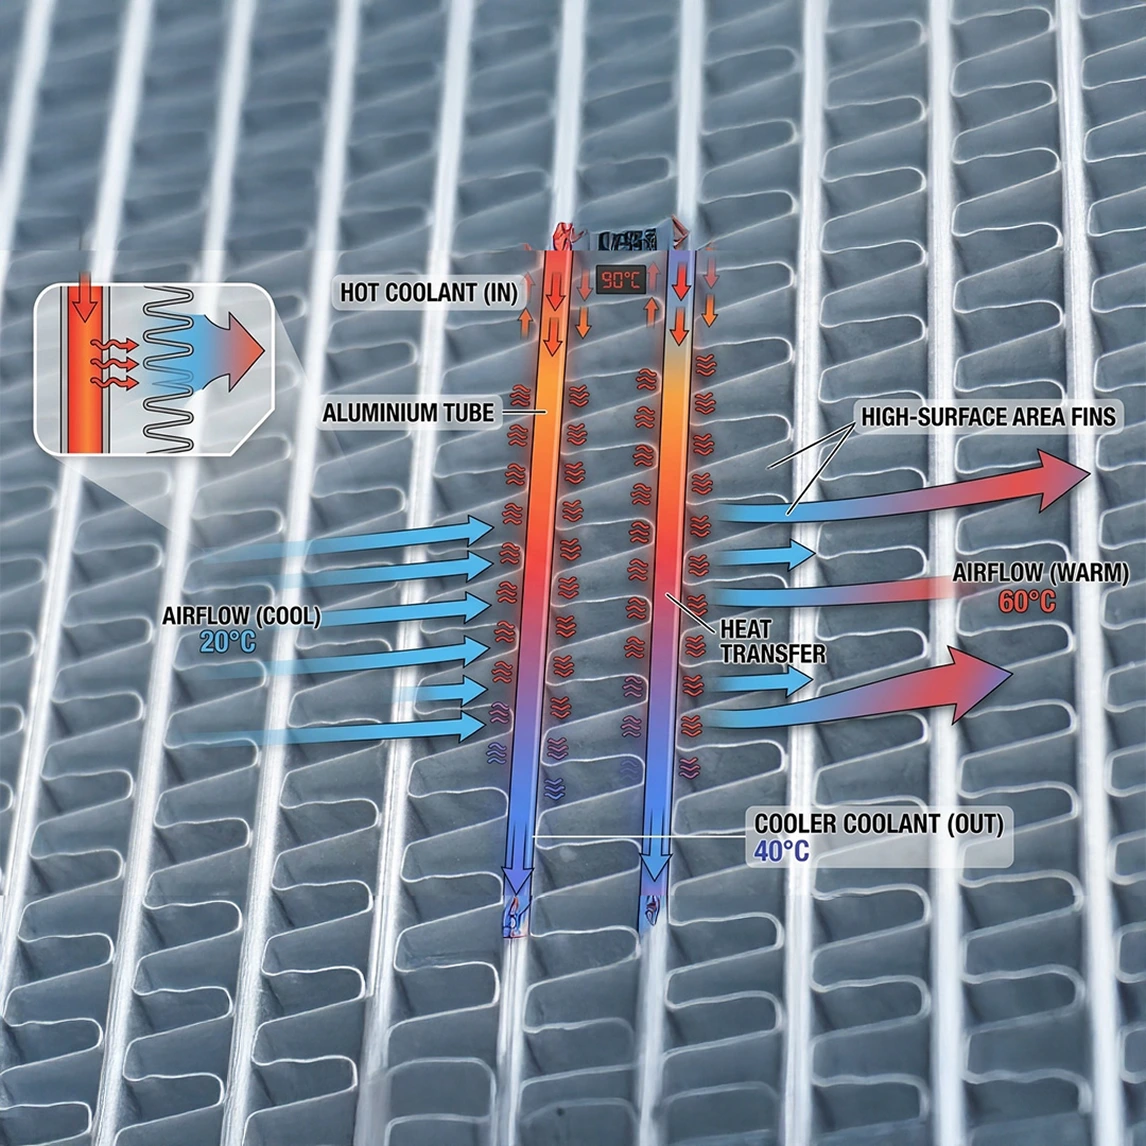 90°C
HOT COOLANT (IN)
ALUMINIUM TUBE
HIGH-SURFACE AREA FINS
AIRFLOW (WARM)
60°C
AIRFLOW (COOL)
20°C
HEAT
TRANSFER
COOLER COOLANT (OUT)
40°C